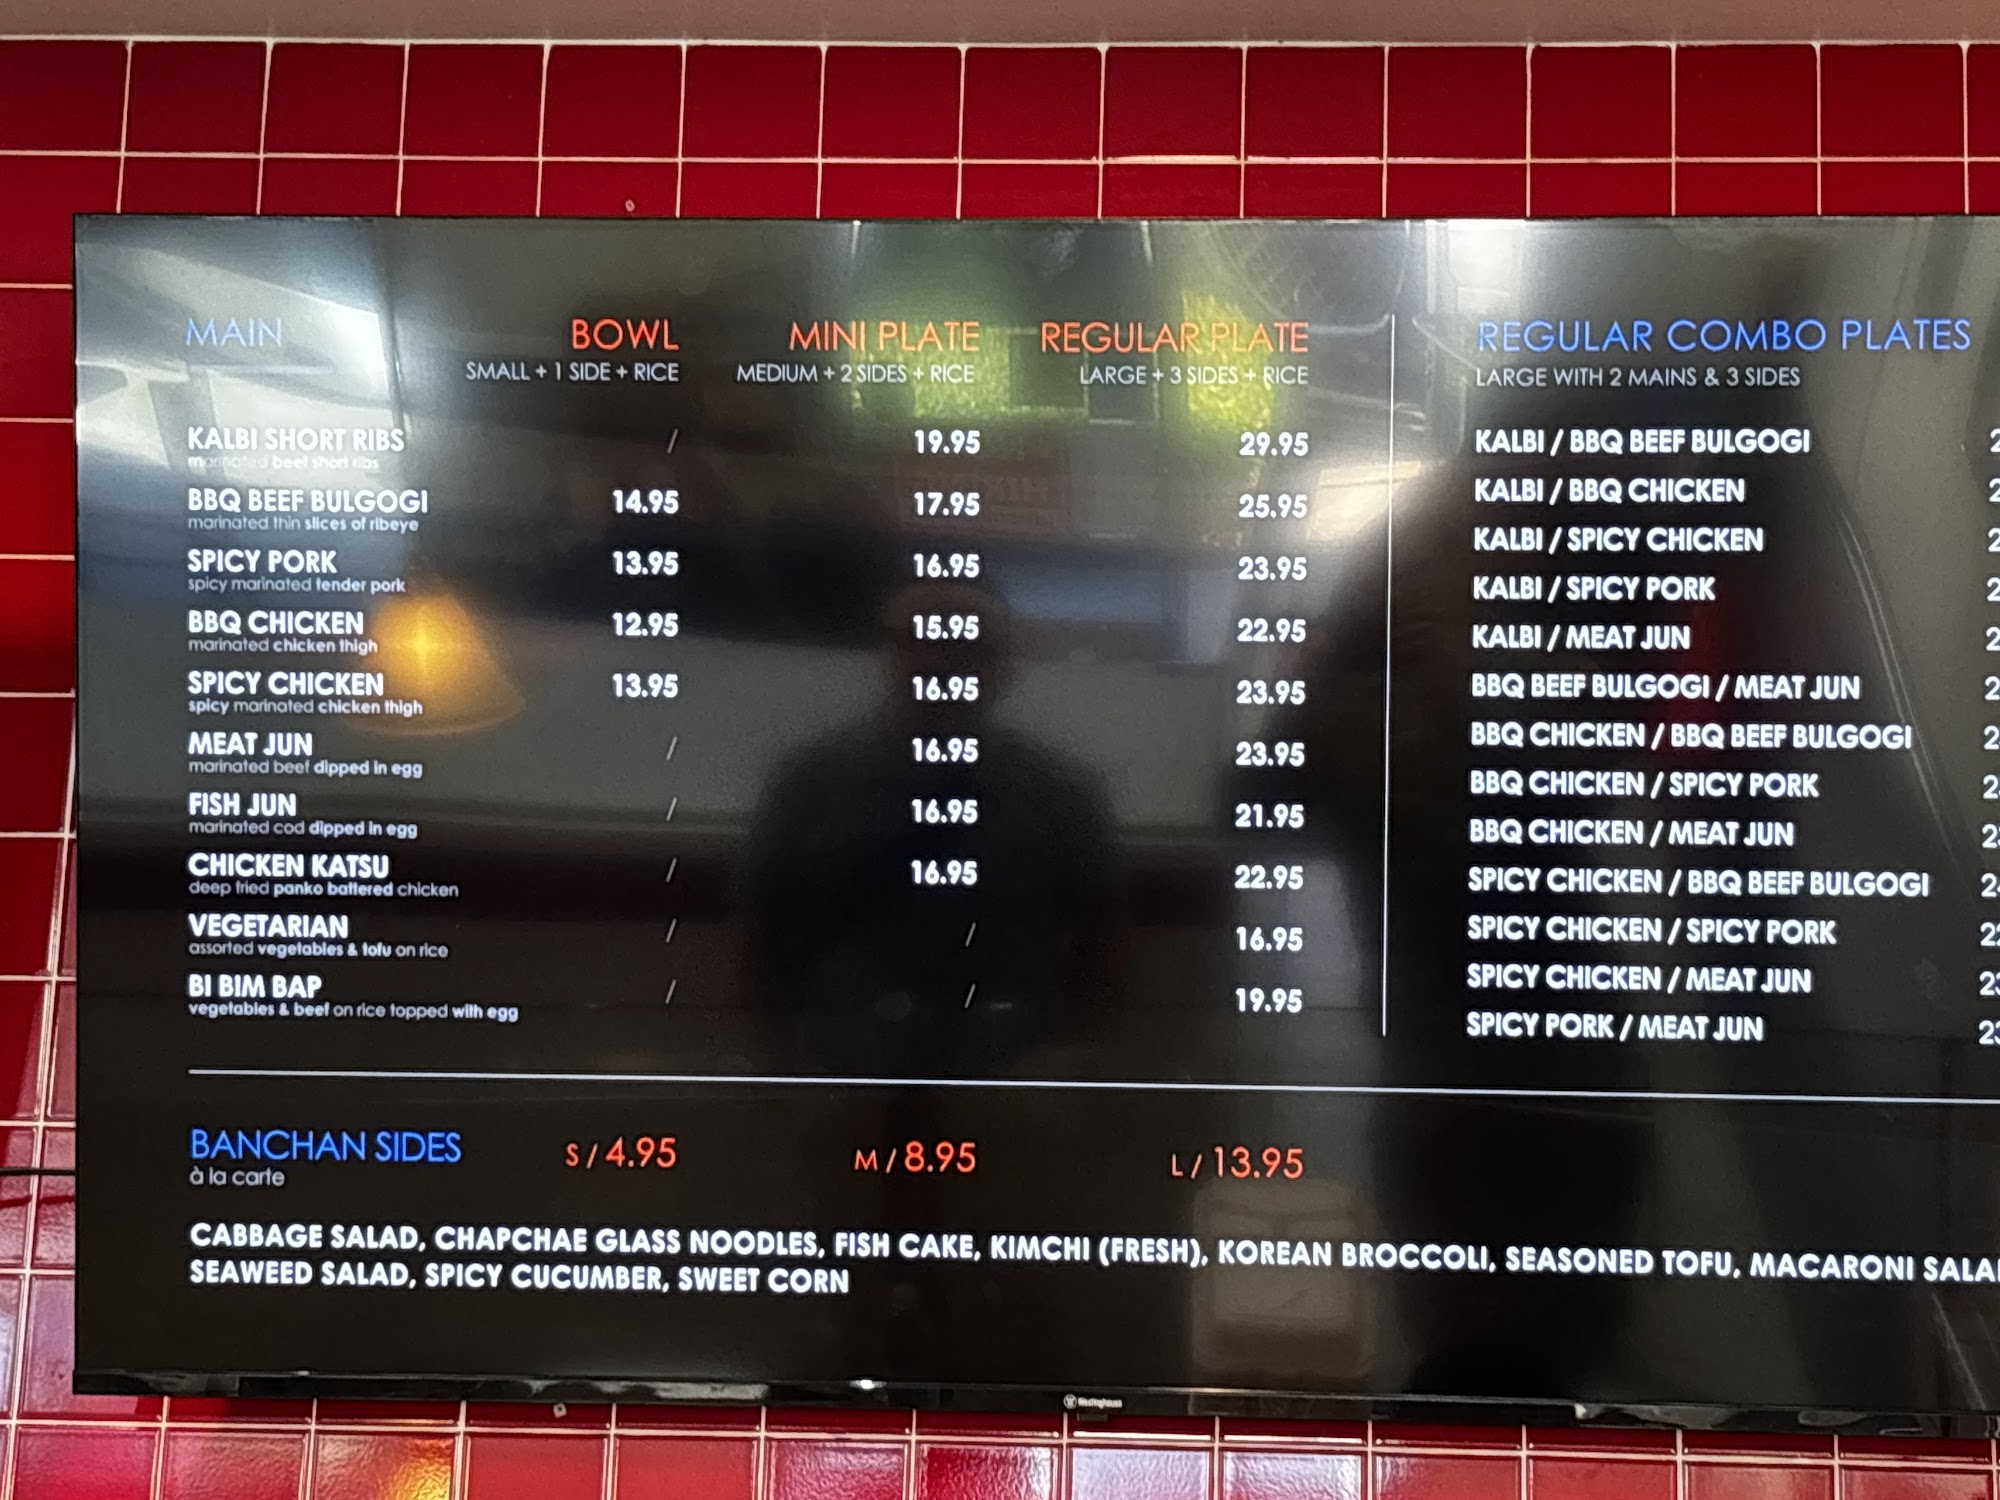 MAIN BOWL MINI PLATE REGULAR PLATE
SMALL + 1 SIDE + RICE MEDIUM + 2 SIDES + RICE LARGE + 3 SIDES + RICE
KALBI SHORT RIBS / 19.95 29.95
marinated beef short ribs
BBQ BEEF BULGOGI 14.95 17.95 25.95
marinated thin slices of ribeye
SPICY PORK 13.95 16.95 23.95
spicy marinated tender pork
BBQ CHICKEN 12.95 15.95 22.95
marinated chicken thigh
SPICY CHICKEN 13.95 16.95 23.95
spicy marinated chicken thigh
MEAT JUN / 16.95 23.95
marinated beef dipped in egg
FISH JUN / 16.95 21.95
marinated cod dipped in egg
CHICKEN KATSU / 16.95 22.95
deep fried panko battered chicken
VEGETARIAN / / 16.95
assorted vegetables & tofu on rice
BI BIM BAP / / 19.95
vegetables & beef on rice topped with egg
REGULAR COMBO PLATES
LARGE WITH 2 MAINS & 3 SIDES
KALBI / BBQ BEEF BULGOGI
KALBI / BBQ CHICKEN
KALBI / SPICY CHICKEN
KALBI / SPICY PORK
KALBI / MEAT JUN
BBQ BEEF BULGOGI / MEAT JUN
BBQ CHICKEN / BBQ BEEF BULGOGI
BBQ CHICKEN / SPICY PORK
BBQ CHICKEN / MEAT JUN
SPICY CHICKEN / BBQ BEEF BULGOGI
SPICY CHICKEN / SPICY PORK
SPICY CHICKEN / MEAT JUN
SPICY PORK / MEAT JUN
BANCHAN SIDES S / 4.95 M / 8.95 L / 13.95
à la carte
CABBAGE SALAD, CHAPCHAE GLASS NOODLES, FISH CAKE, KIMCHI (FRESH), KOREAN BROCCOLI, SEASONED TOFU, MACARONI SALA
SEAWEED SALAD, SPICY CUCUMBER, SWEET CORN
Westinghouse